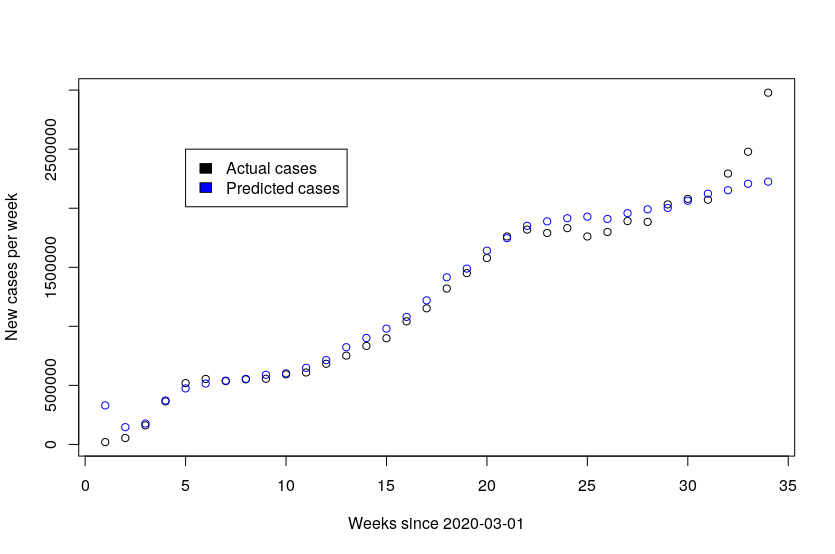 New cases per week
2500000
1500000
500000
0
Actual cases
Predicted cases
0 5 10 15 20 25 30 35
Weeks since 2020-03-01